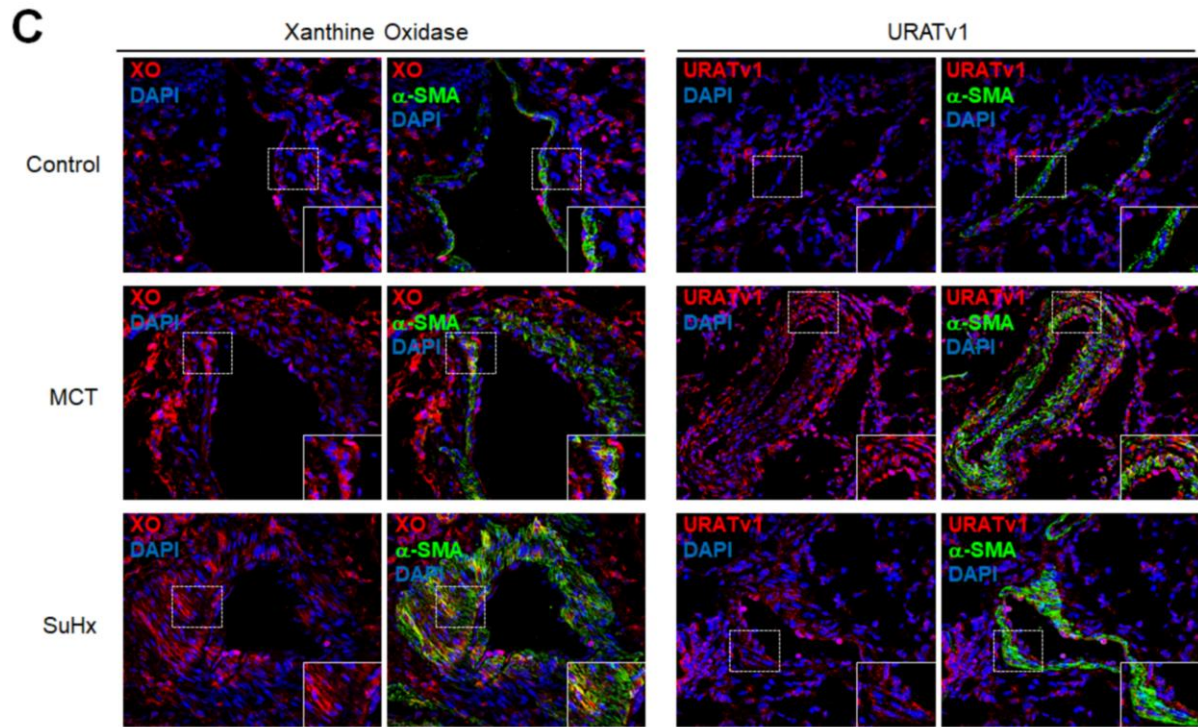 C
Xanthine Oxidase
URATv1
Control
XO
DAPI
XO
α-SMA
DAPI
URATv1
DAPI
URATv1
α-SMA
DAPI
MCT
XO
DAPI
XO
α-SMA
DAPI
URATv1
DAPI
URATv1
α-SMA
DAPI
SuHx
XO
DAPI
XO
α-SMA
DAPI
URATv1
DAPI
URATv1
α-SMA
DAPI